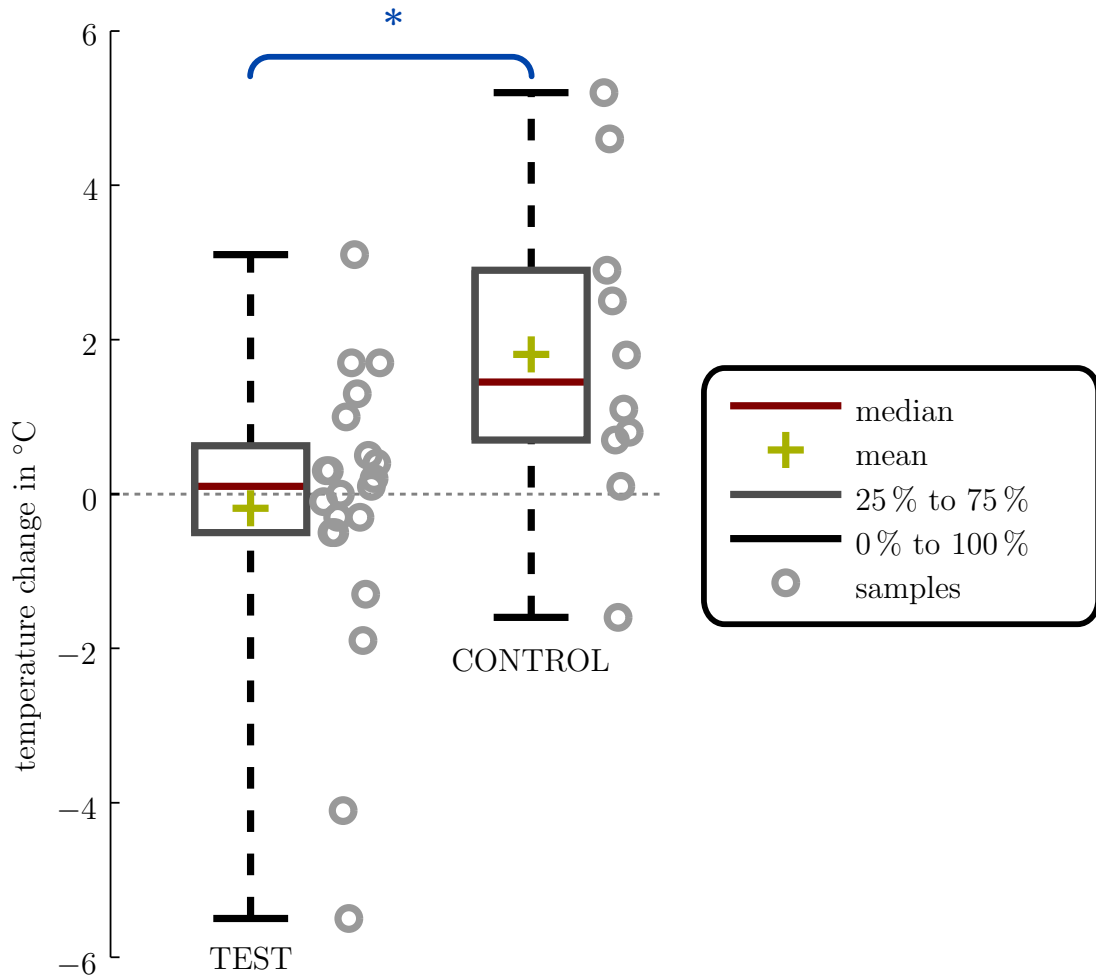 *
6
4
2
0
−2
−4
−6
temperature change in °C
TEST
CONTROL
median
mean
25 % to 75 %
0 % to 100 %
samples